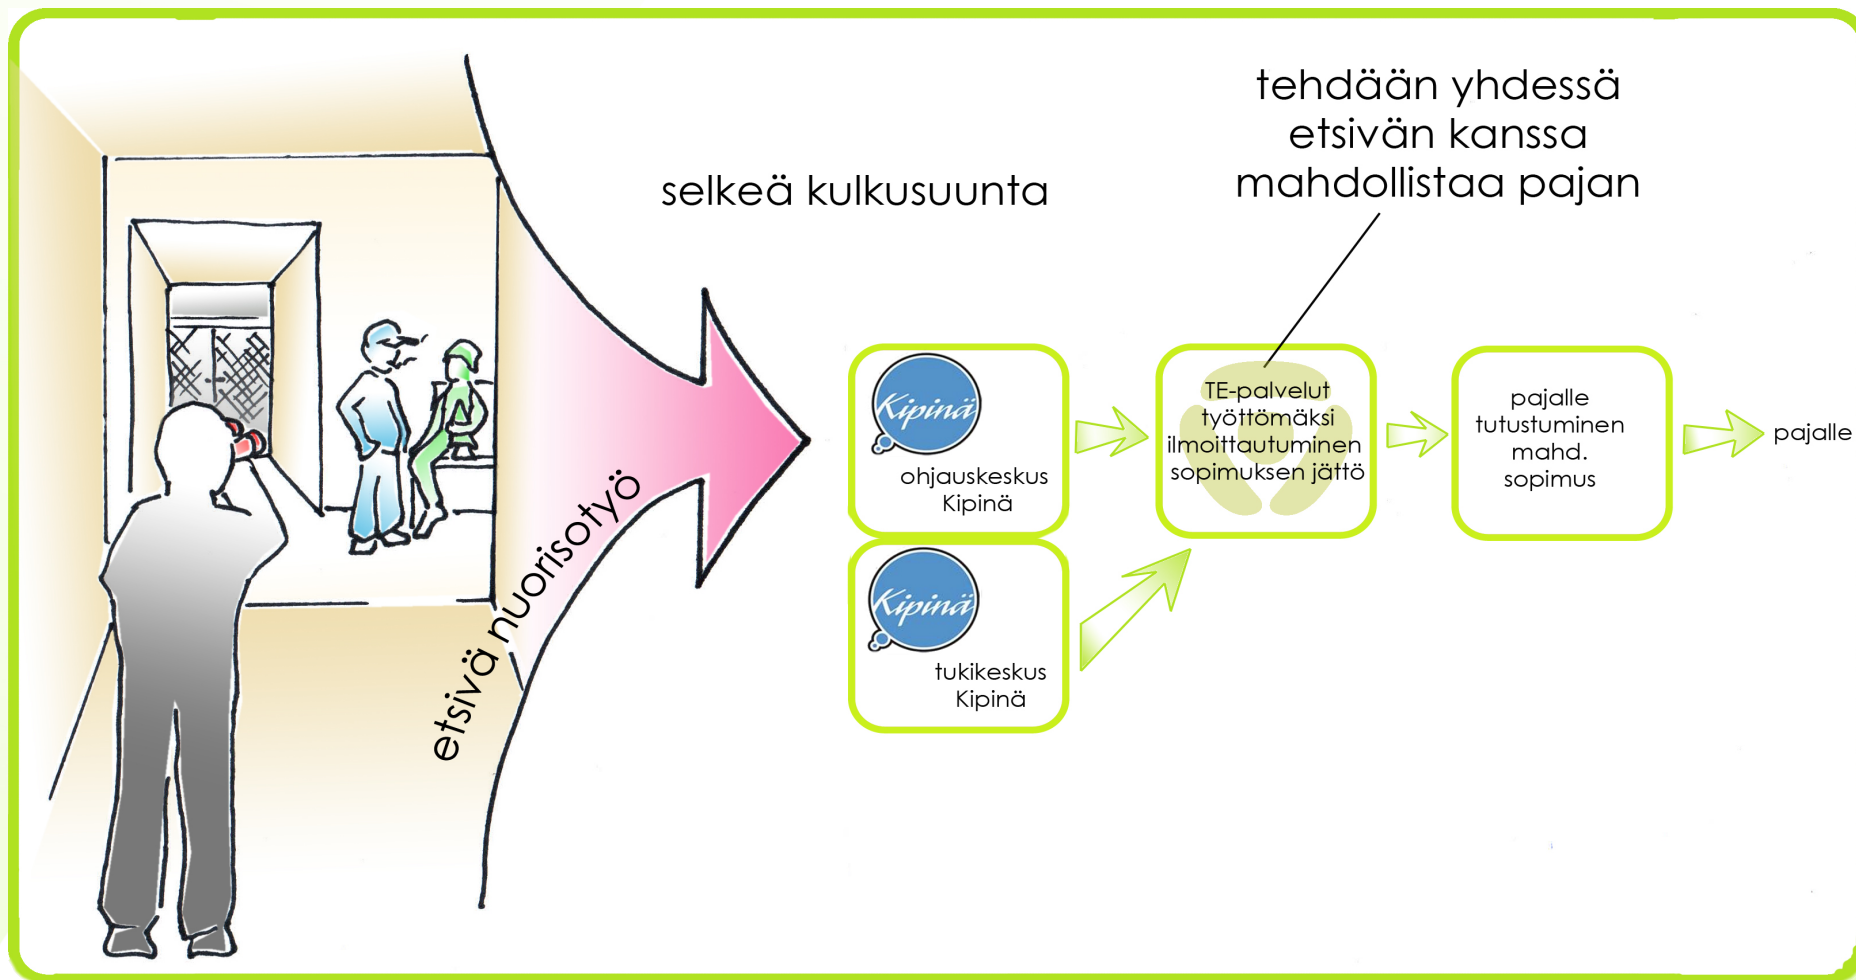 tehdään yhdessä
etsivän kanssa
mahdollistaa pajan
selkeä kulkusuunta
etsivä nuorisotyö
Kipinä
ohjauskeskus
Kipinä
Kipinä
tukikeskus
Kipinä
TE-palvelut
työttömäksi
ilmoittautuminen
sopimuksen jättö
pajalle
tutustuminen
mahd.
sopimus
pajalle